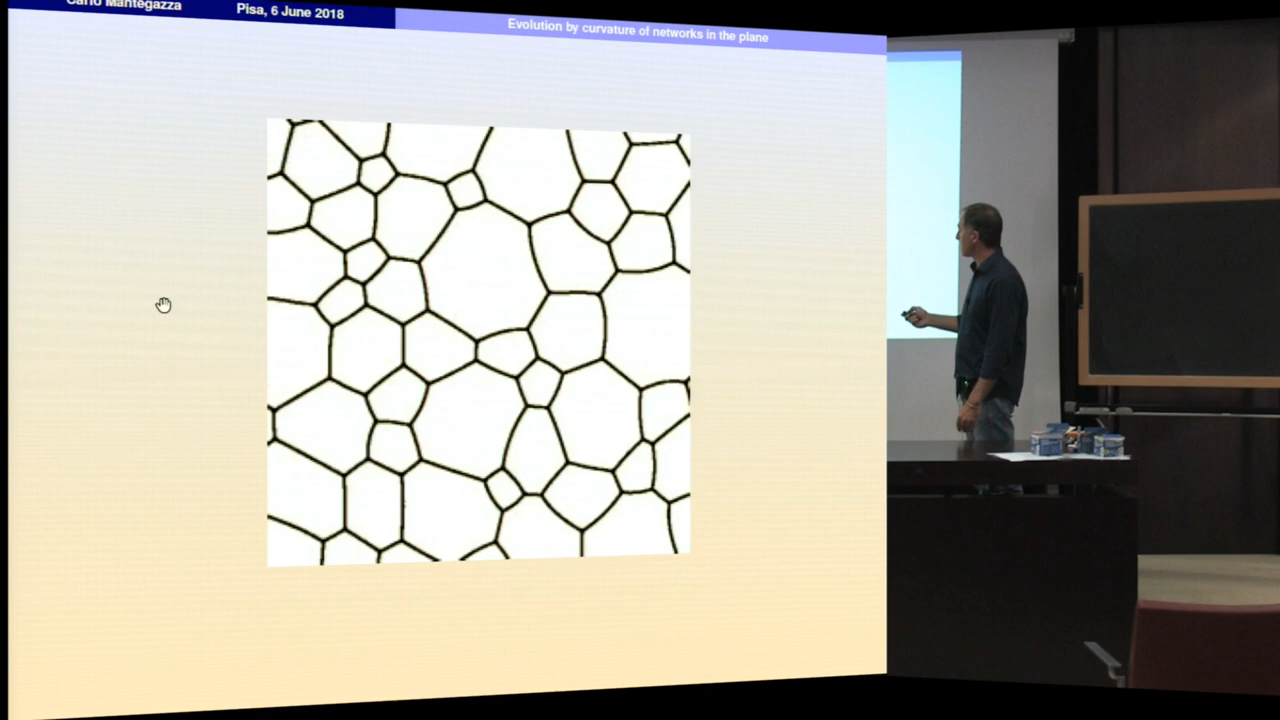 Carlo Mantegazza
Pisa, 6 June 2018
Evolution by curvature of networks in the plane